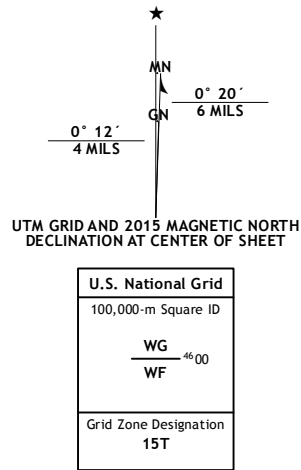 ★
MN
0° 20´
6 MILS
GN
0° 12´
4 MILS
UTM GRID AND 2015 MAGNETIC NORTH
DECLINATION AT CENTER OF SHEET
U.S. National Grid
100,000-m Square ID
WG
4600
WF
Grid Zone Designation
15T